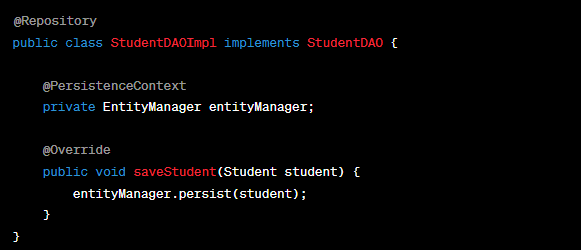 @Repository
public class StudentDAOImpl implements StudentDAO {
@PersistenceContext
private EntityManager entityManager;
@Override
public void saveStudent(Student student) {
entityManager.persist(student);
}
}